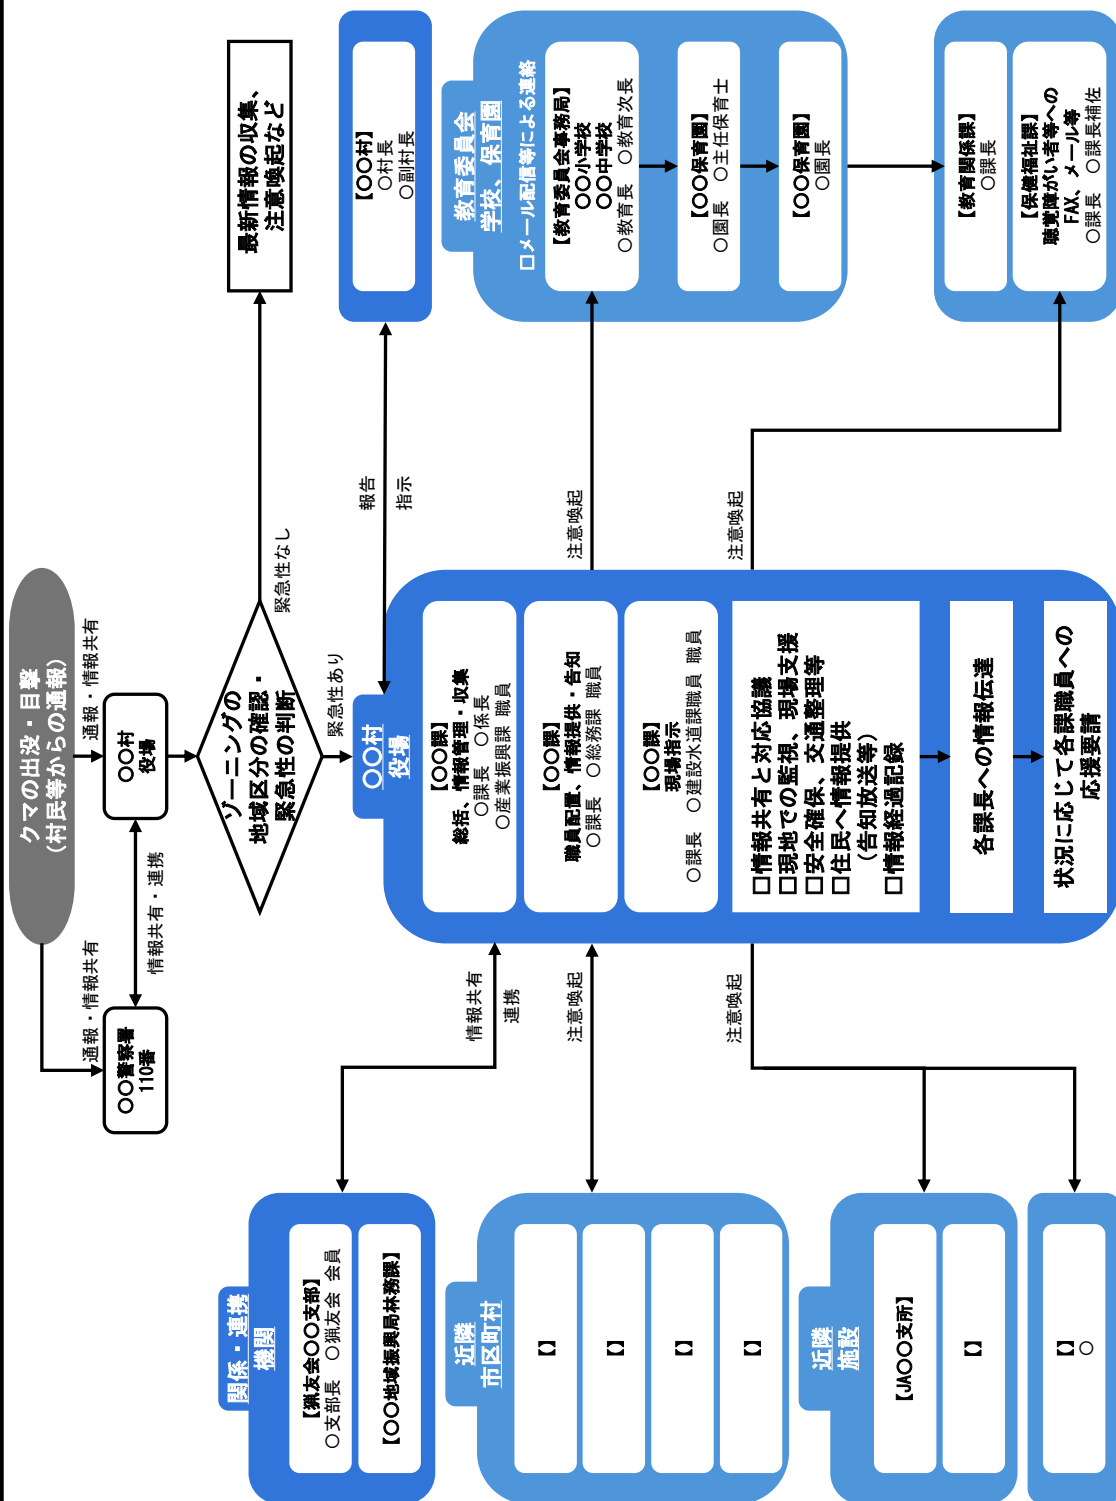 クマの出没・目撃
(村民等からの通報)
通報・情報共有
通報・情報共有
〇〇警察署
110番
情報共有・連携
〇〇村
役場
ゾーニングの
地域区分の確認・
緊急性の判断
緊急性なし
最新情報の収集、
注意喚起など
緊急性あり
関係・連携
機関
【猟友会〇〇支部】
〇支部長 〇猟友会 会員
【〇〇地域振興局林務課】
情報共有
連携
〇〇村
役場
【〇〇課】
総括、情報管理・収集
〇課長 〇係長
〇産業振興課 職員
【〇〇課】
職員配置、情報提供・告知
〇課長 〇総務課 職員
【〇〇課】
現場指示
〇課長 〇建設水道課職員 職員
□情報共有と対応協議
□現地での監視、現場支援
□安全確保、交通整理等
□住民へ情報提供
(告知放送等)
□情報経過記録
各課長への情報伝達
状況に応じて各課職員への
応援要請
報告
指示
【〇〇村】
〇村長
〇副村長
近隣
市区町村
【】
【】
【】
【】
注意喚起
注意喚起
教育委員会
学校、保育園
□メール配信等による連絡
【教育委員会事務局】
〇〇小学校
〇〇中学校
〇教育長 〇教育次長
【〇〇保育園】
〇園長 〇主任保育士
【〇〇保育園】
〇園長
近隣
施設
【JA〇〇支所】
【】
【】
〇
注意喚起
注意喚起
【教育関係課】
〇課長
【保健福祉課】
聴覚障がい者等への
FAX、メール等
〇課長 〇課長補佐